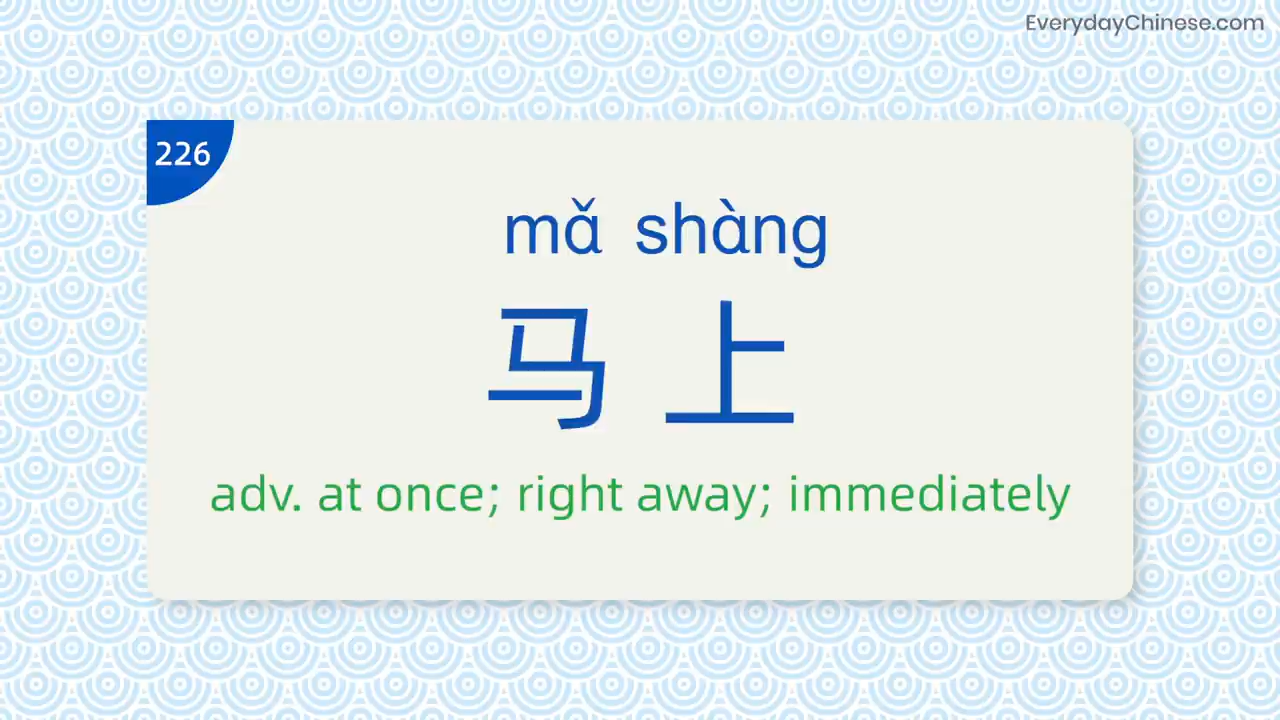 EverydayChinese.com
226
mǎ shàng
马上
adv. at once; right away; immediately